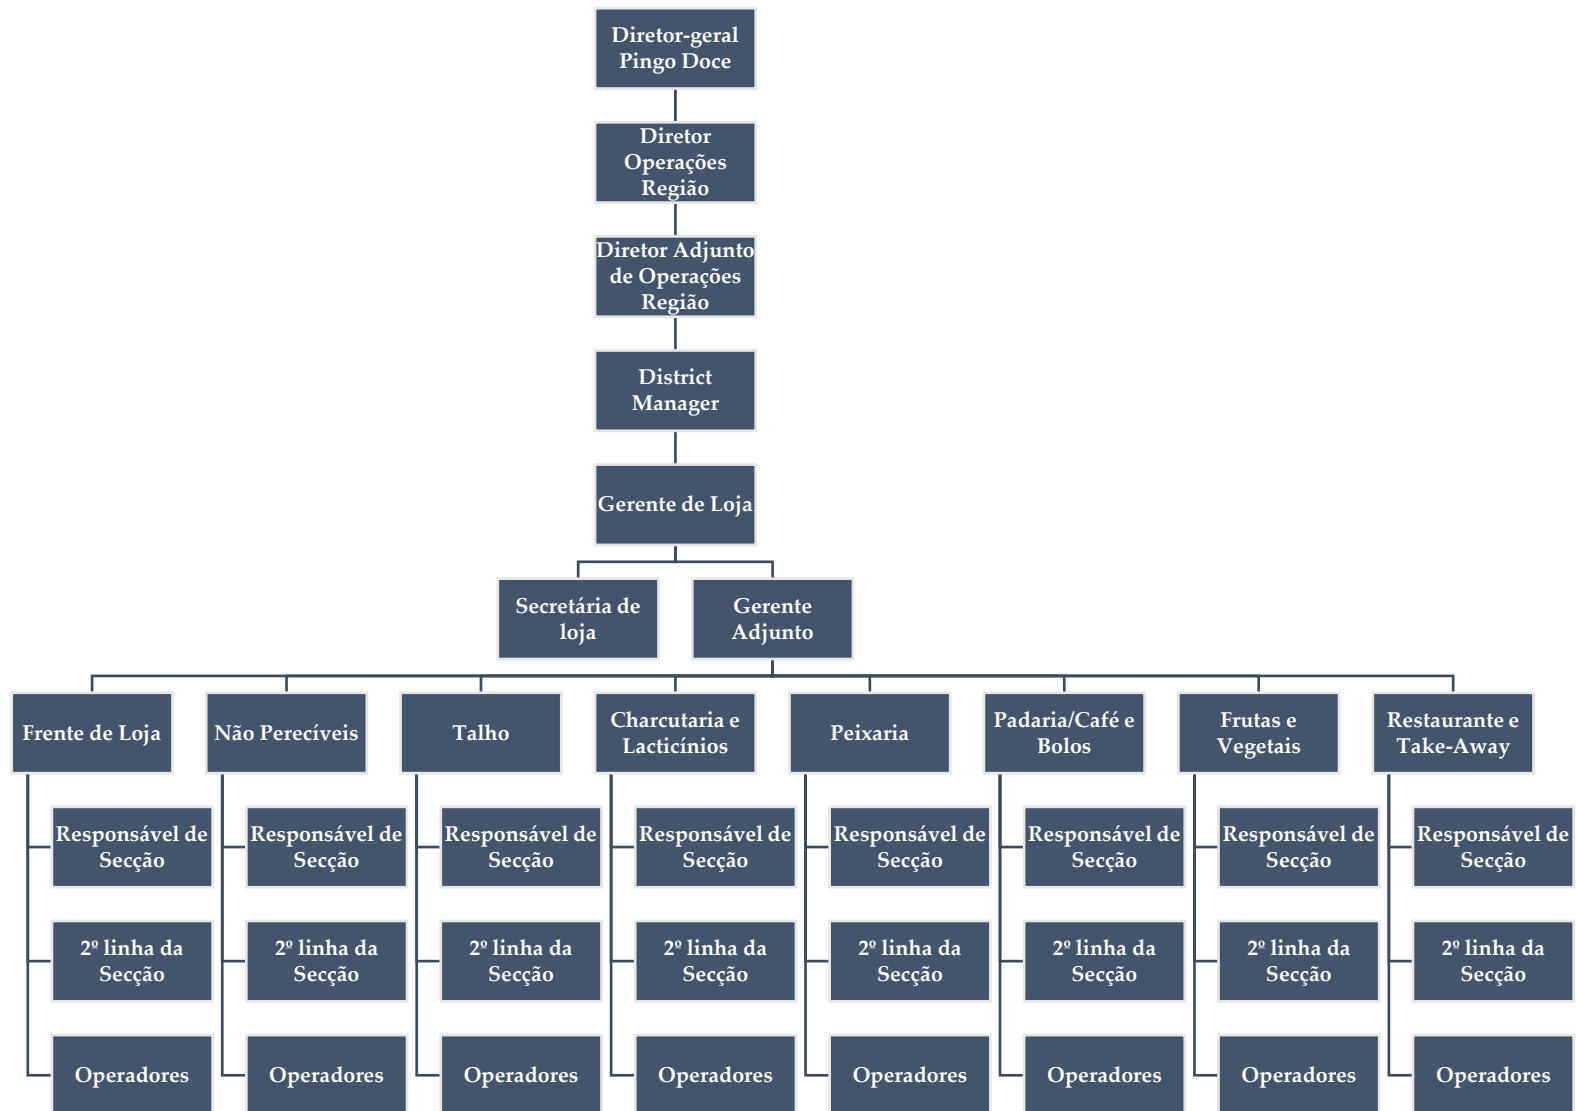 Diretor-geral
Pingo Doce
Diretor
Operações
Região
Diretor Adjunto
de Operações
Região
District
Manager
Gerente de Loja
Secretária de
loja
Gerente
Adjunto
Frente de Loja
Não Perecíveis
Talho
Charcutaria e
Lacticínios
Peixaria
Padaria/Café e
Bolos
Frutas e
Vegetais
Restaurante e
Take-Away
Responsável de
Secção
Responsável de
Secção
Responsável de
Secção
Responsável de
Secção
Responsável de
Secção
Responsável de
Secção
Responsável de
Secção
Responsável de
Secção
2º linha da
Secção
2º linha da
Secção
2º linha da
Secção
2º linha da
Secção
2º linha da
Secção
2º linha da
Secção
2º linha da
Secção
2º linha da
Secção
Operadores
Operadores
Operadores
Operadores
Operadores
Operadores
Operadores
Operadores